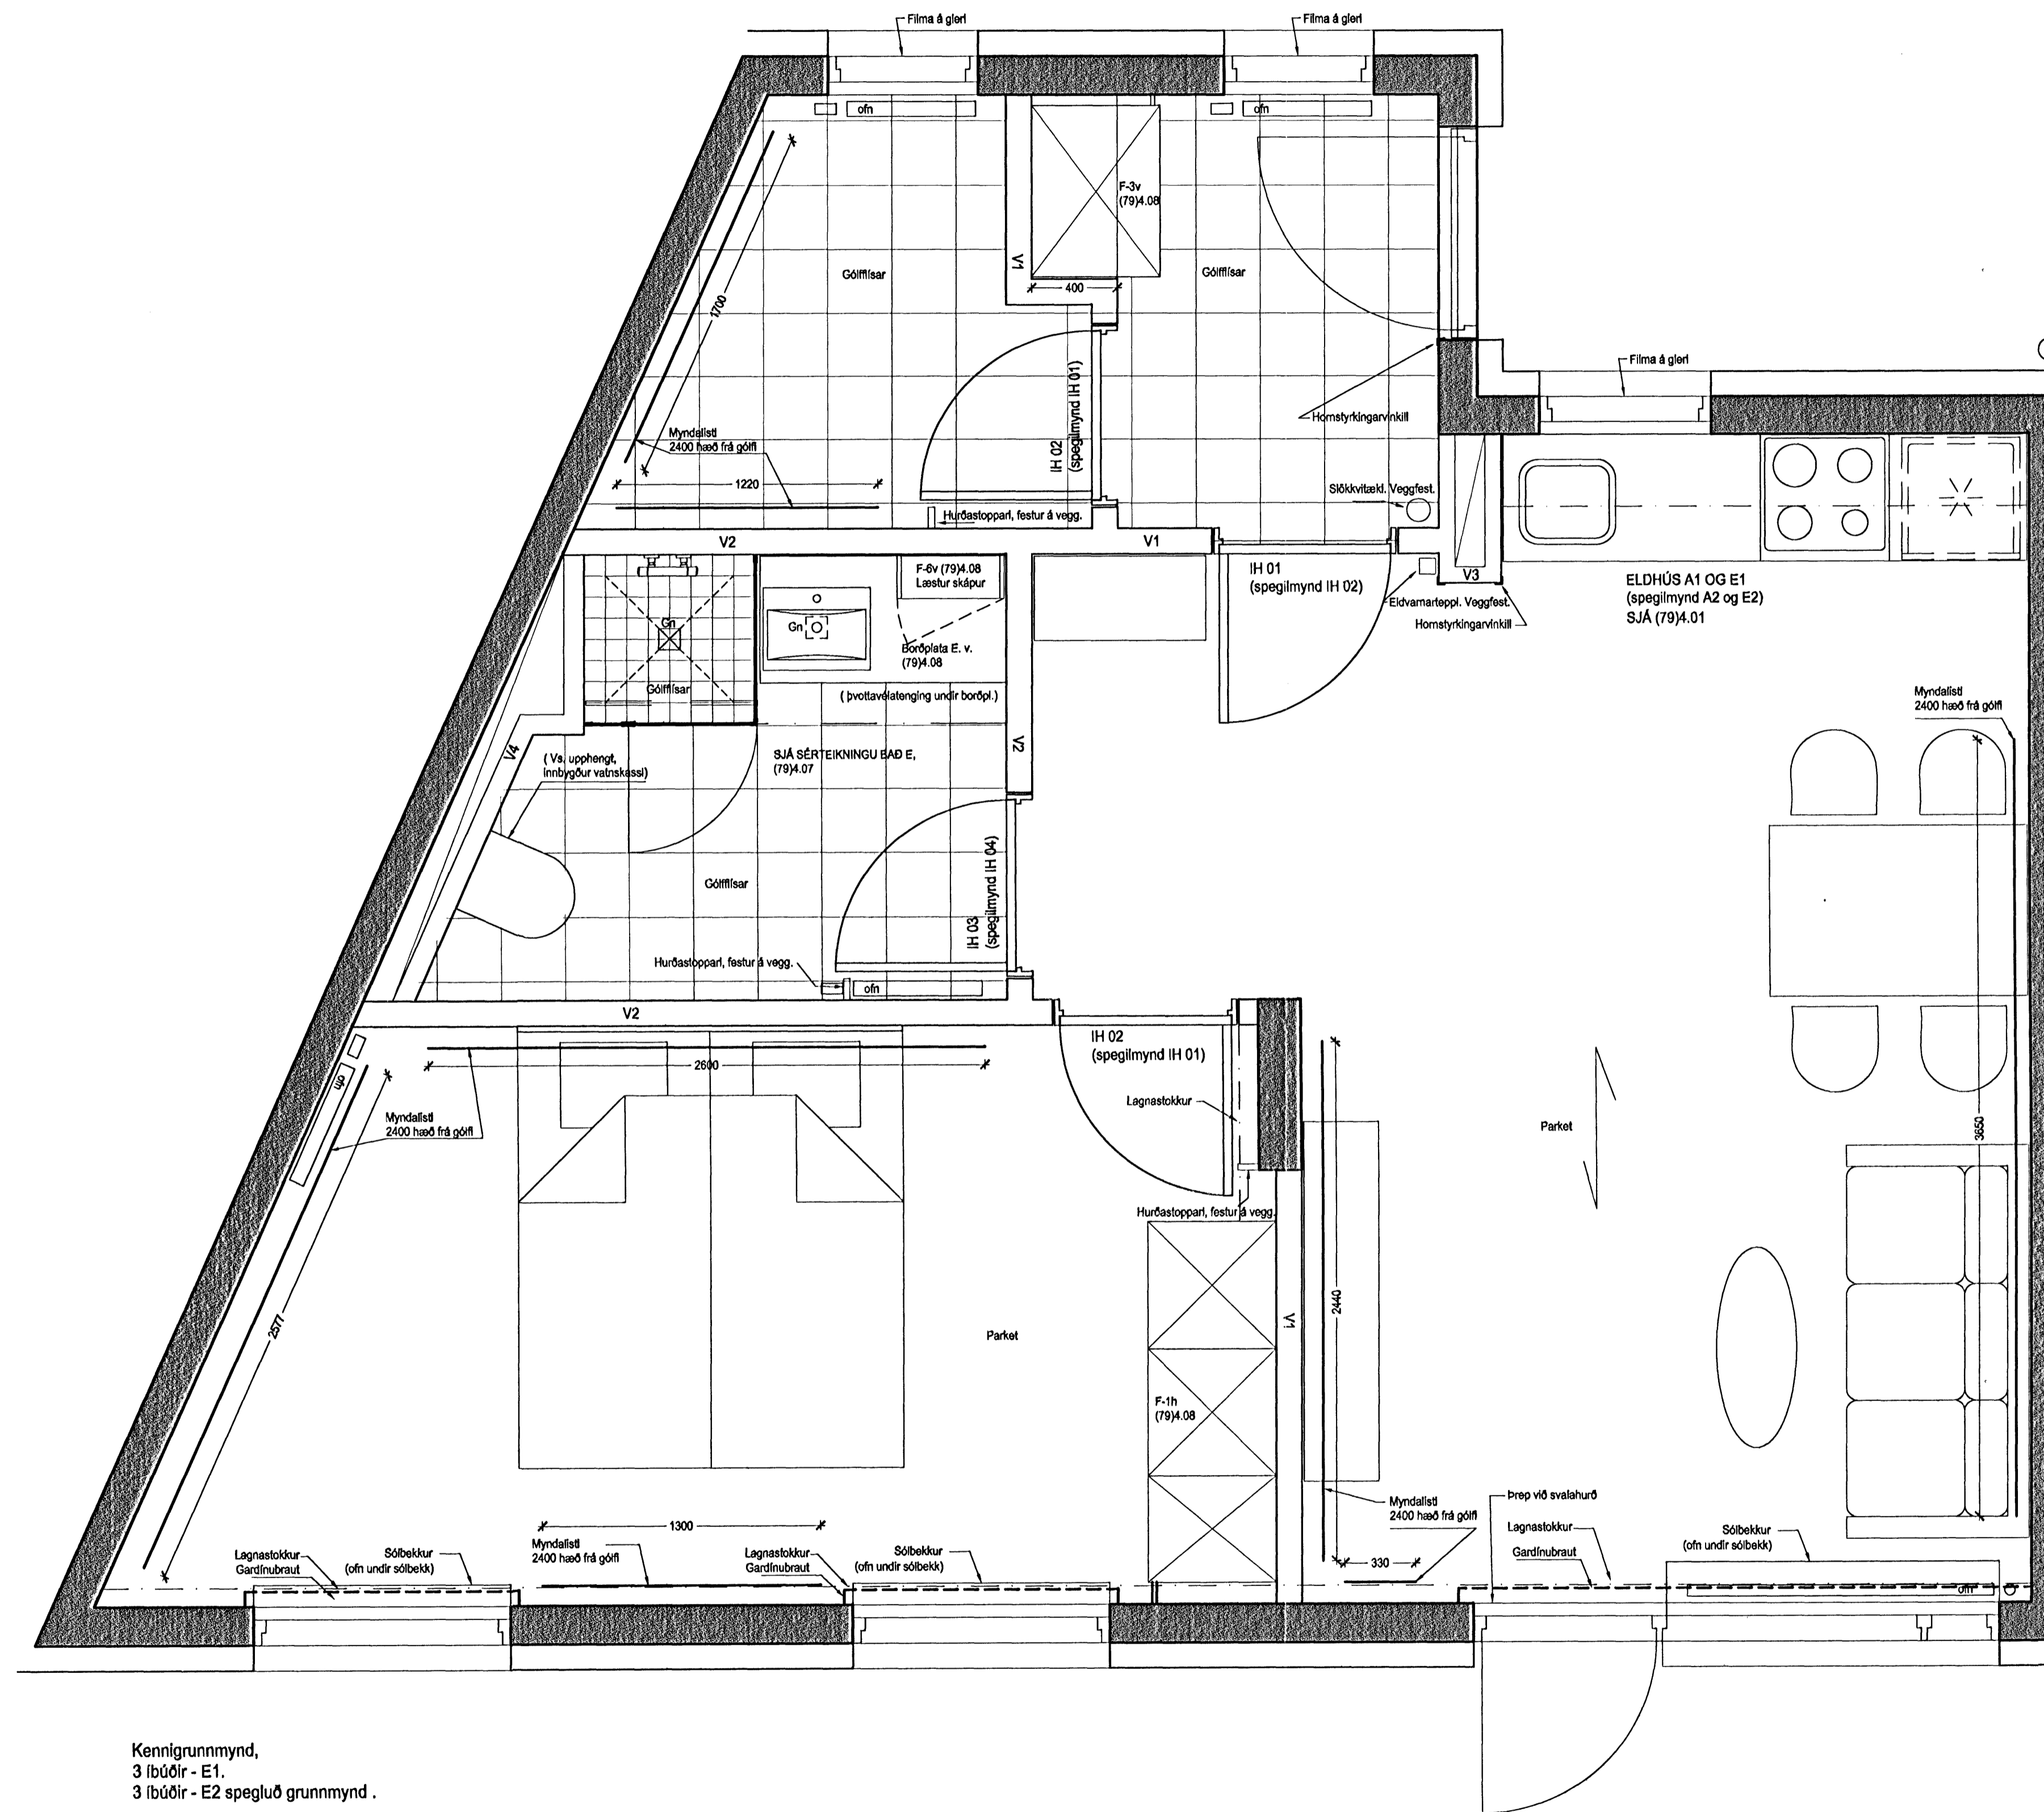 Filma á gleri
Filma á gleri
ofn
ofn
F-3v
(79)4.08
Gólfflísar
V1
Gólfflísar
400
1700
Filma á gleri
IH 02
(spegilmynd IH 01)
Hornstyrkingarvinkill
Myndalisti
2400 hæð frá gólfi
1220
Slökkvitækl. Veggfest.
Hurðastoppari, festur á vegg.
V2
V1
F-6v (79)4.08
Læstur skápur
IH 01
(spegilmynd IH 02)
V3
ELDHÚS A1 OG E1
(spegilmynd A2 og E2)
SJÁ (79)4.01
Eldvarnarteppi. Veggfest.
Hornstyrkingarvinkill
Gn
Gn
Borðplata E. v.
(79)4.08
Gólfflísar
( þvottavélatenging undir borðpl.)
Myndalisti
2400 hæð frá gólfi
V4
V2
SJÁ SÉRTEIKNINGU BAÐ E,
(79)4.07
( Vs. upphengt,
innbygður vatnskassi)
Gólfflísar
IH 03
(spegilmynd IH 04)
Hurðastoppari, festur á vegg.
ofn
V2
IH 02
(spegilmynd IH 01)
2600
ofn
Lagnastokkur
Myndalisti
2400 hæð frá gólfi
Parket
3650
Hurðastoppari, festur á vegg.
2577
2440
V1
Parket
F-1h
(79)4.08
Myndalisti
2400 hæð frá gólfi
Þrep við svalahurð
Lagnastokkur
Gardínubraut
Sólbekkur
(ofn undir sólbekk)
1300
Myndalisti
2400 hæð frá gólfi
Lagnastokkur
Gardínubraut
Sólbekkur
(ofn undir sólbekk)
Lagnastokkur
Gardínubraut
Sólbekkur
(ofn undir sólbekk)
330
ofn
Kennigrunnmynd,
3 íbúðir - E1.
3 íbúðir - E2 spegluð grunnmynd .